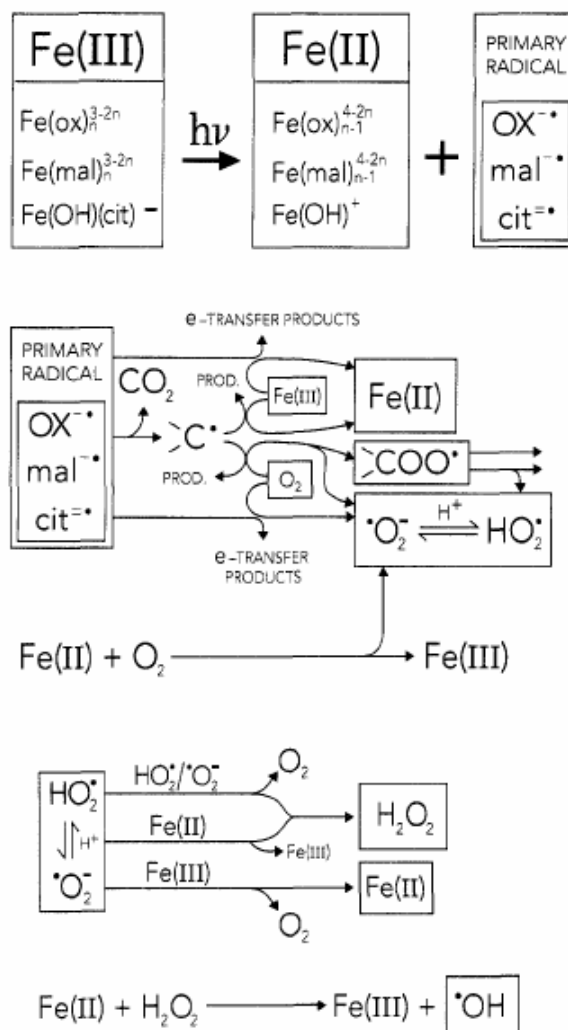 Fe(III) Fe(II) PRIMARY RADICAL
hν +
Fe(ox)ₙ³⁻²ⁿ Fe(ox)ₙ₋₁⁴⁻²ⁿ OX⁻•
Fe(mal)ₙ³⁻²ⁿ Fe(mal)ₙ₋₁⁴⁻²ⁿ mal⁻•
Fe(OH)(cit)⁻ Fe(OH)⁺ cit⁼•
e-TRANSFER PRODUCTS
PRIMARY
RADICAL
CO₂
PROD.
Fe(III)
Fe(II)
OX⁻•
mal⁻•
cit⁼•
>C•
>COO•
PROD.
O₂
•O₂⁻ ⇌ HO₂•
H⁺
e-TRANSFER
PRODUCTS
Fe(II) + O₂ → Fe(III)
HO₂•/•O₂⁻
O₂
HO₂•
H₂O₂
Fe(II)
H⁺
Fe(III)
•O₂⁻
Fe(III)
Fe(II)
O₂
Fe(II) + H₂O₂ → Fe(III) + •OH